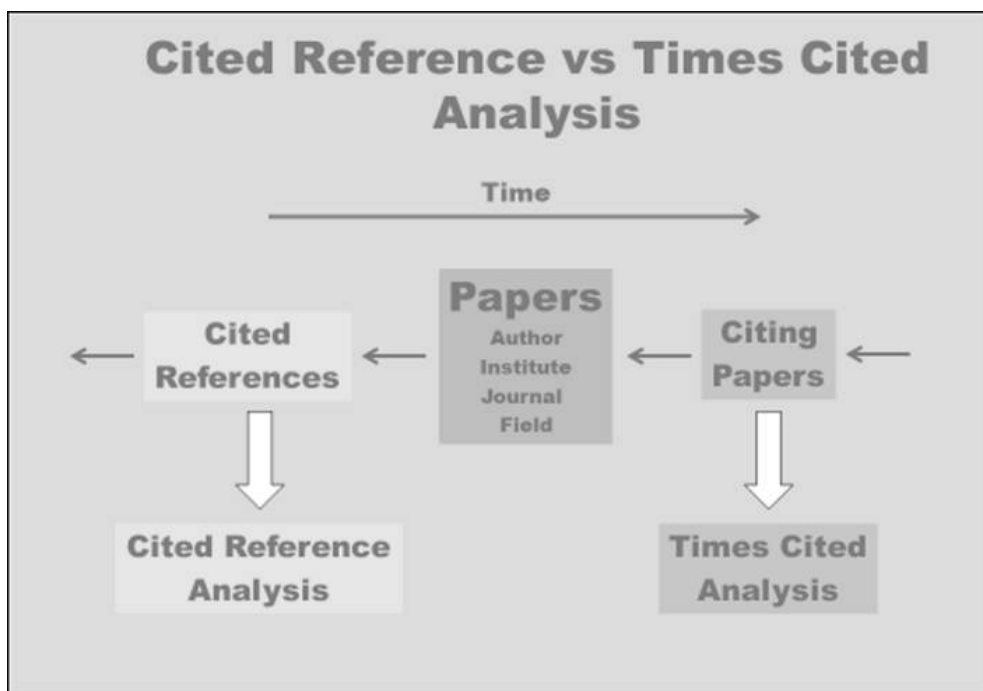 Cited Reference vs Times Cited
Analysis
Time
Cited
References
Papers
Author
Institute
Journal
Field
Citing
Papers
Cited Reference
Analysis
Times Cited
Analysis